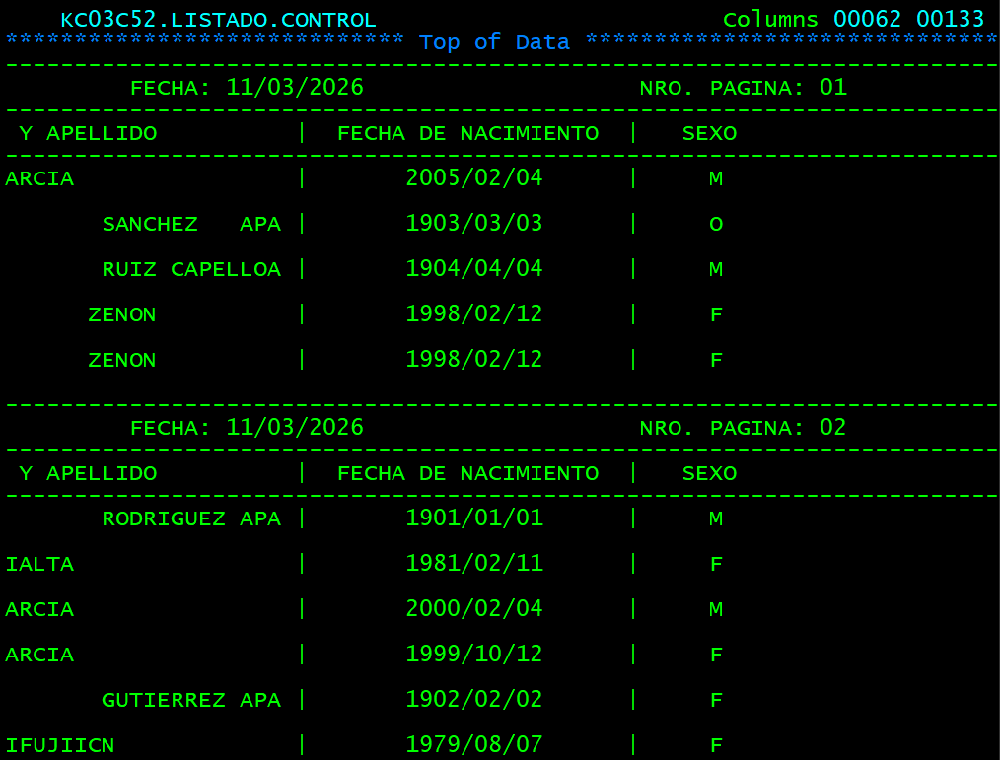 KC03C52.LISTADO.CONTROL Columns 00062 00133
***************************** Top of Data ******************************
------------------------------------------------------------------------
FECHA: 11/03/2026 NRO. PAGINA: 01
------------------------------------------------------------------------
Y APELLIDO | FECHA DE NACIMIENTO | SEXO
------------------------------------------------------------------------
ARCIA | 2005/02/04 | M
SANCHEZ APA | 1903/03/03 | O
RUIZ CAPELLOA | 1904/04/04 | M
ZENON | 1998/02/12 | F
ZENON | 1998/02/12 | F
------------------------------------------------------------------------
FECHA: 11/03/2026 NRO. PAGINA: 02
------------------------------------------------------------------------
Y APELLIDO | FECHA DE NACIMIENTO | SEXO
------------------------------------------------------------------------
RODRIGUEZ APA | 1901/01/01 | M
IALTA | 1981/02/11 | F
ARCIA | 2000/02/04 | M
ARCIA | 1999/10/12 | F
GUTIERREZ APA | 1902/02/02 | F
IFUJIICN | 1979/08/07 | F